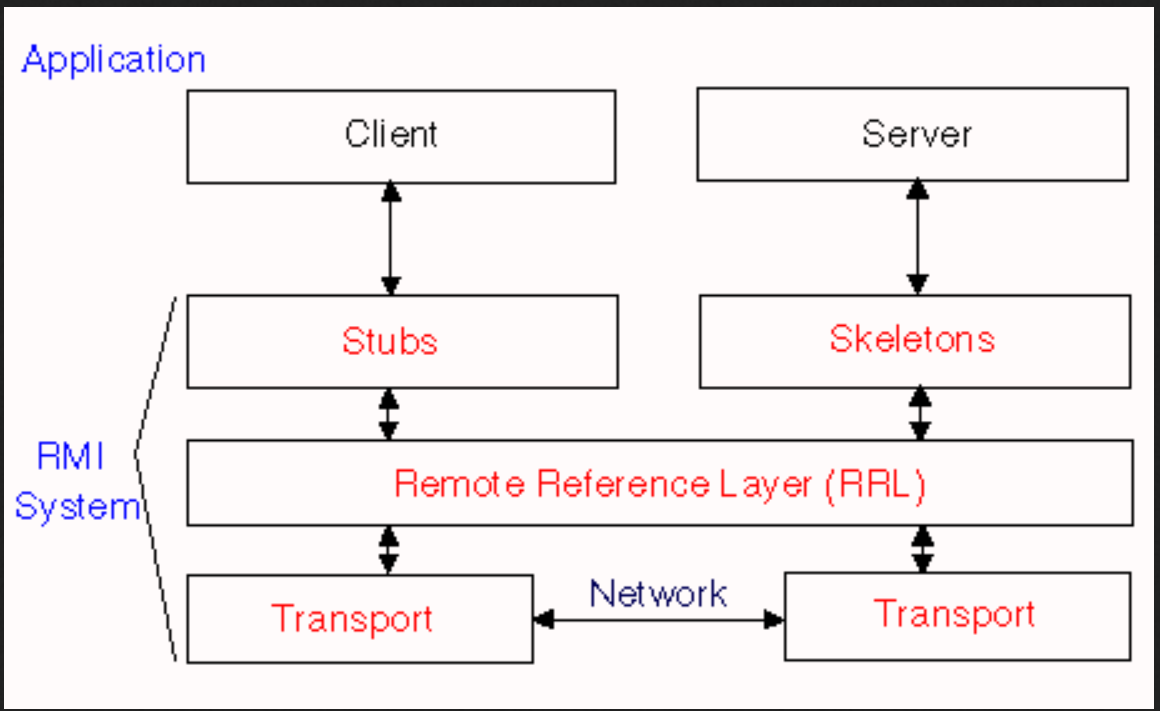 Application
Client
Server
Stubs
Skeletons
RMI
System
Remote Reference Layer (RRL)
Network
Transport
Transport